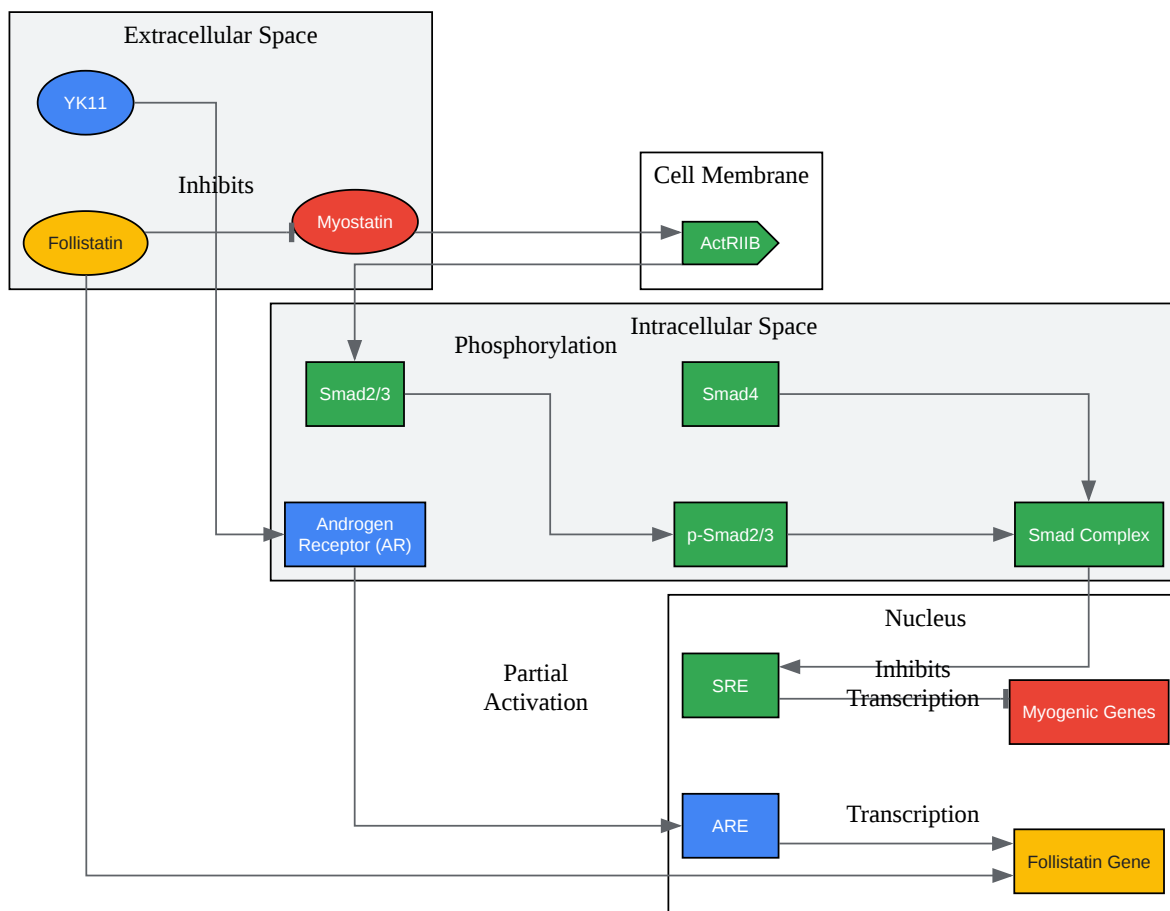 Extracellular Space
YK11
Inhibits
Follistatin
Myostatin
Cell Membrane
ActRIIB
Intracellular Space
Phosphorylation
Smad2/3
Smad4
Androgen
Receptor (AR)
p-Smad2/3
Smad Complex
Nucleus
Partial
Activation
SRE
Inhibits
Transcription
Myogenic Genes
ARE
Transcription
Follistatin Gene